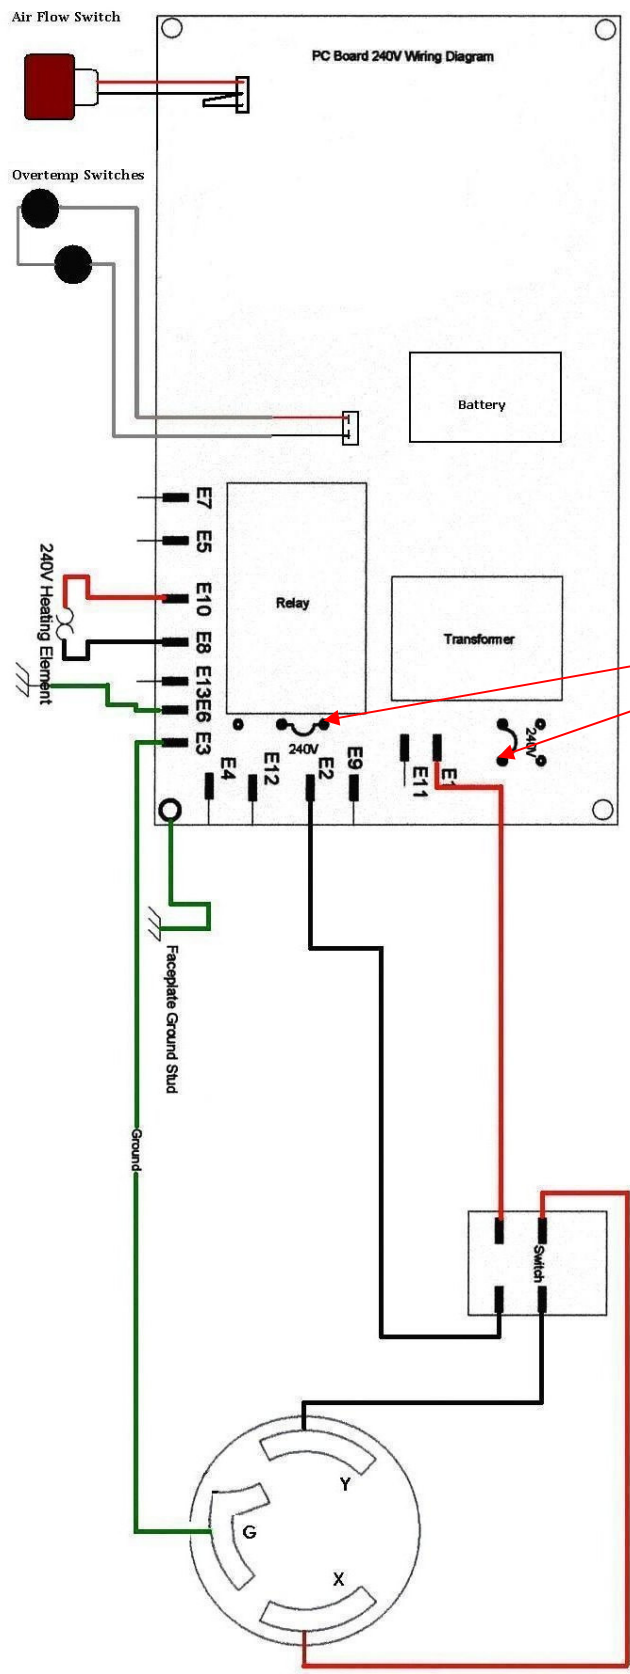 Air Flow Switch
PC Board 240V Wiring Diagram
Overtemp Switches
Battery
E7
E5
240V Heating Element
E10
Relay
E8
Transformer
E13
E6
240V
240V
E3
E4
E12
E2
E9
E11
E1
Faceplate Ground Stud
Ground
Switch
Y
G
X